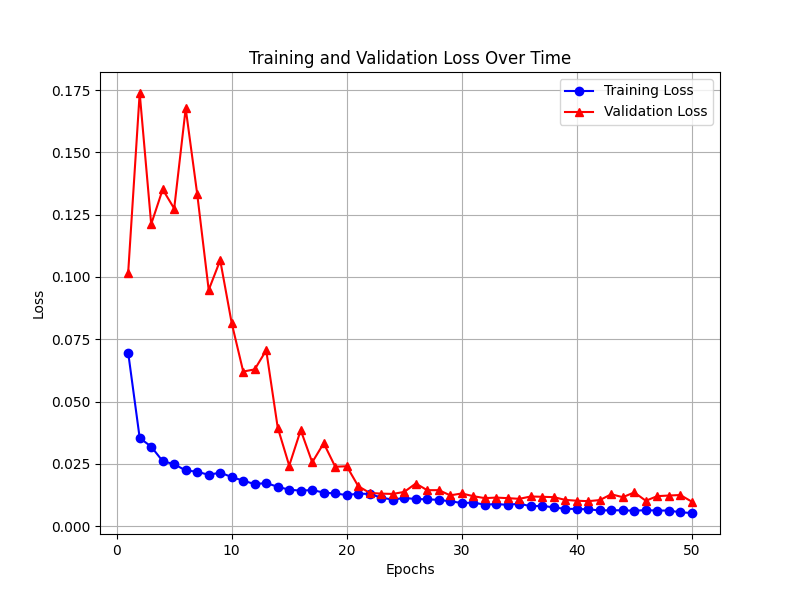 Training and Validation Loss Over Time
Training Loss
Validation Loss
0.175
0.150
0.125
0.100
0.075
0.050
0.025
0.000
Loss
0 10 20 30 40 50
Epochs